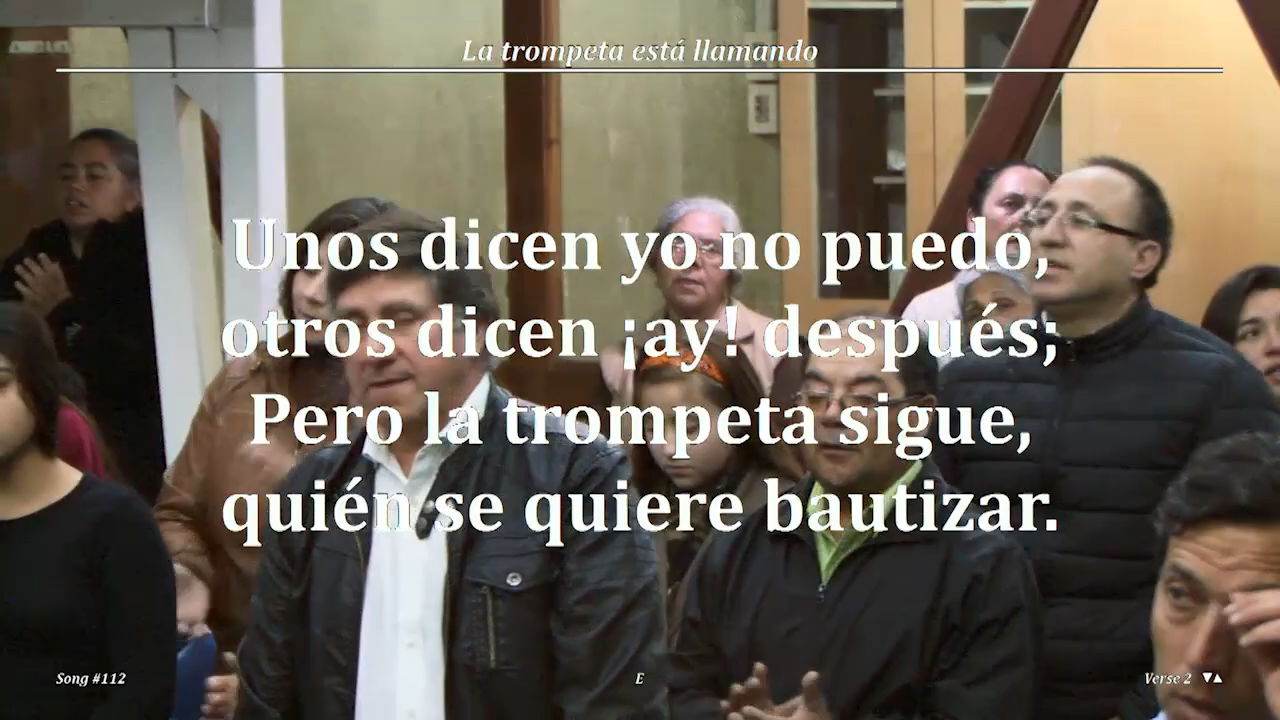 La trompeta está llamando
Unos dicen yo no puedo,
otros dicen ¡ay! después;
Pero la trompeta sigue,
quién se quiere bautizar.
Song #112
E
Verse 2 ▼▲